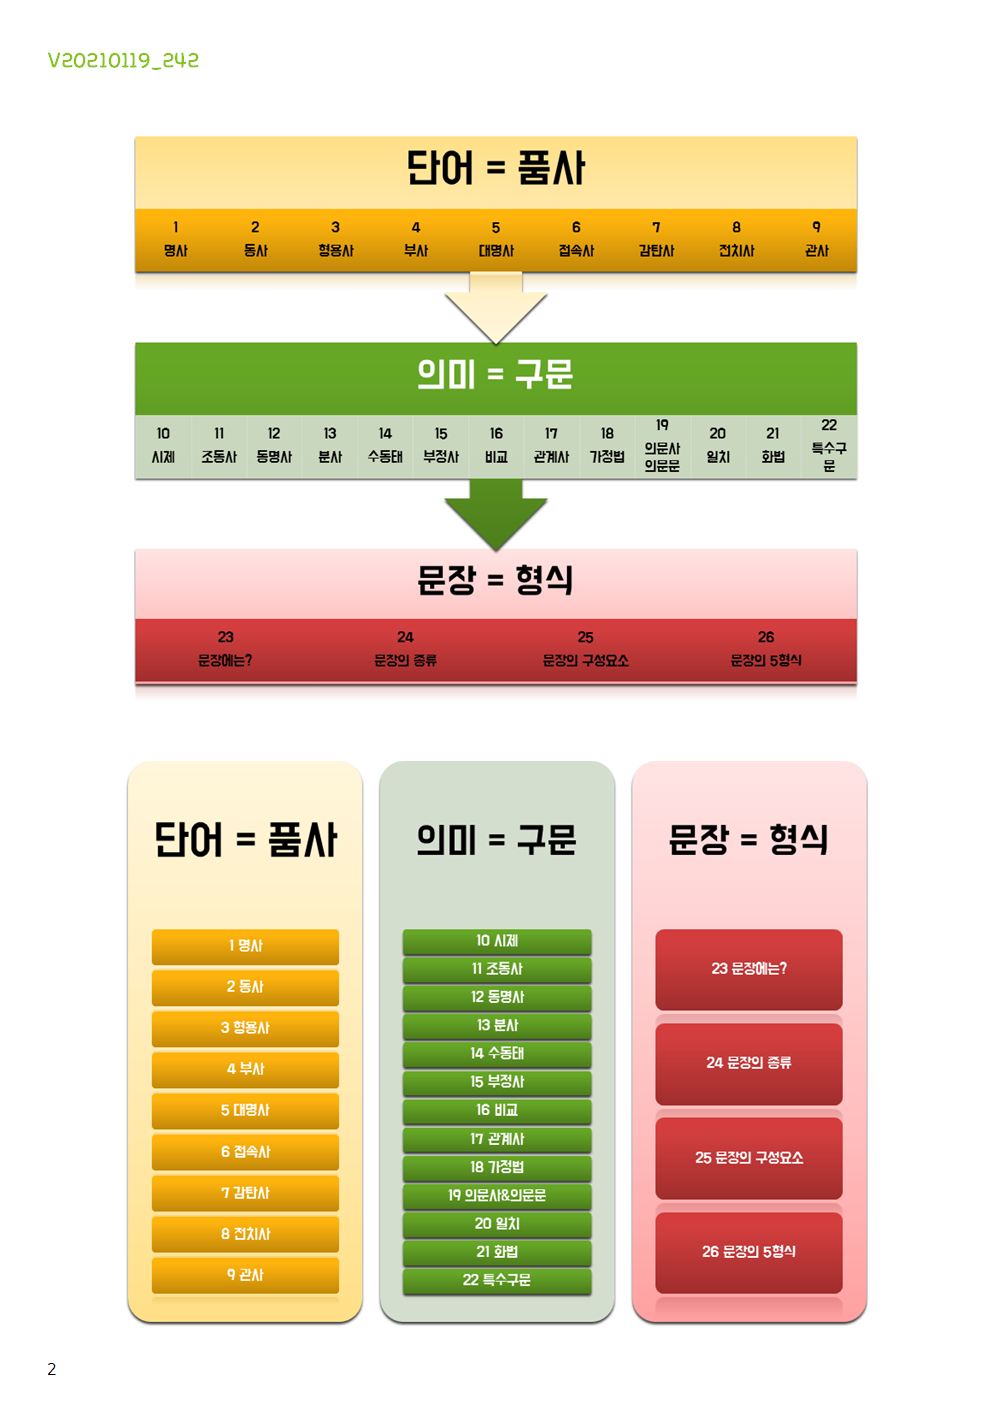 V20210119_242
단어 = 품사
1 2 3 4 5 6 7 8 9
명사 동사 형용사 부사 대명사 접속사 감탄사 전치사 관사
의미 = 구문
10 11 12 13 14 15 16 17 18 19 20 21 22
시제 조동사 동명사 분사 수동태 부정사 비교 관계사 가정법 의문사 일치 화법 특수구
의문문 문
문장 = 형식
23 24 25 26
문장에는? 문장의 종류 문장의 구성요소 문장의 5형식
단어 = 품사
1 명사
2 동사
3 형용사
4 부사
5 대명사
6 접속사
7 감탄사
8 전치사
9 관사
의미 = 구문
10 시제
11 조동사
12 동명사
13 분사
14 수동태
15 부정사
16 비교
17 관계사
18 가정법
19 의문사&의문문
20 일치
21 화법
22 특수구문
문장 = 형식
23 문장에는?
24 문장의 종류
25 문장의 구성요소
26 문장의 5형식
2